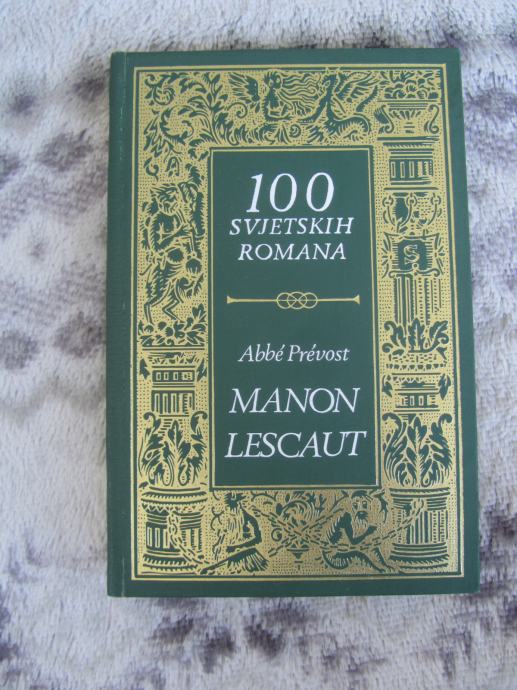 100
SVJETSKIH
ROMANA
Abbé Prévost
MANON
LESCAUT